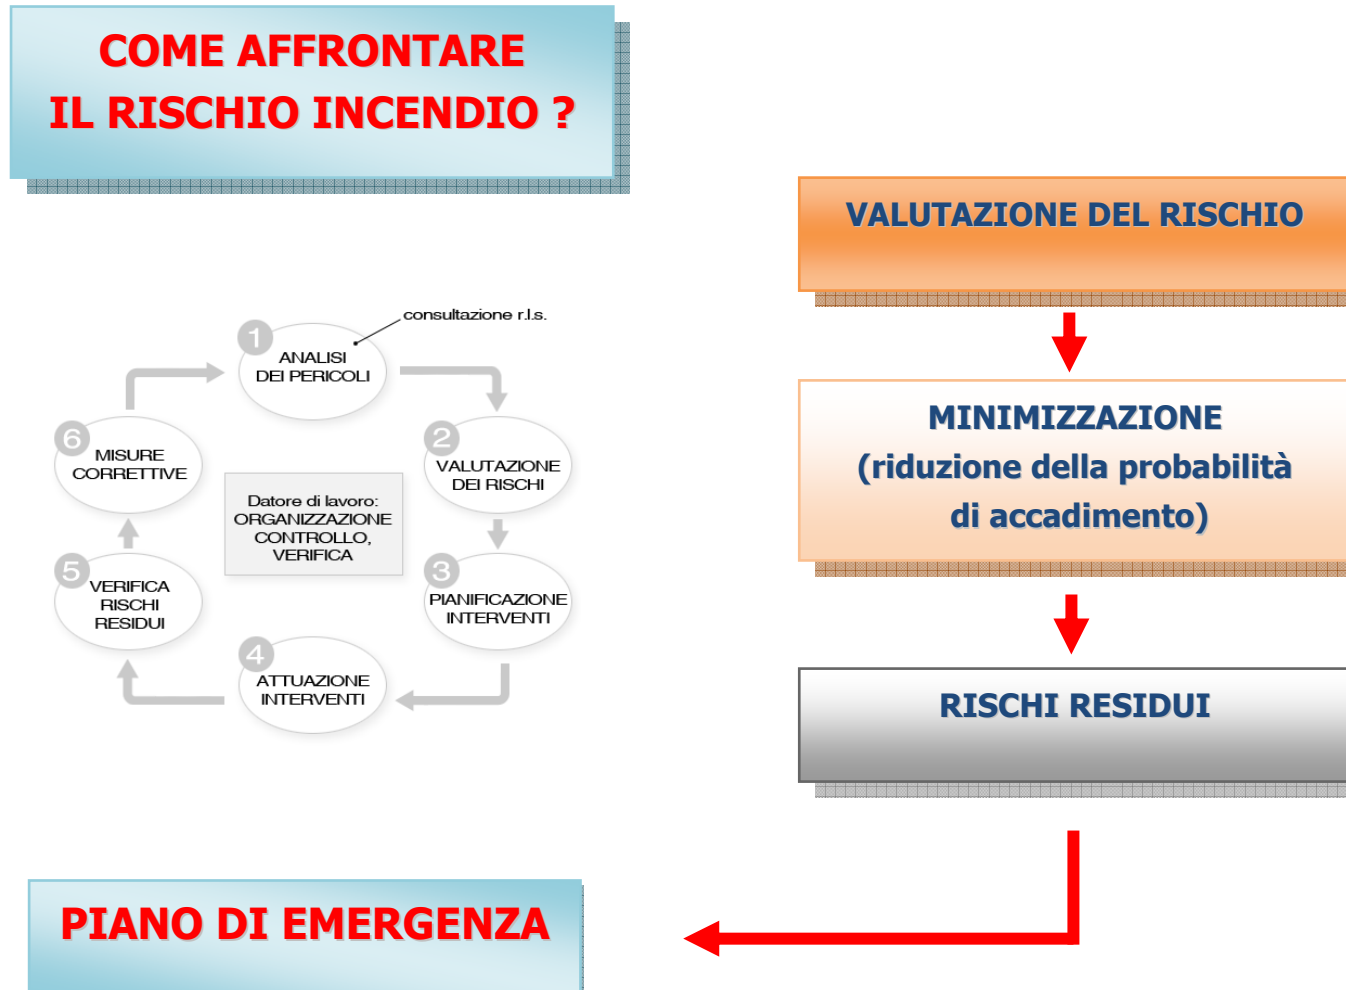 COME AFFRONTARE
IL RISCHIO INCENDIO ?
consultazione r.l.s.
1
ANALISI
DEI PERICOLI
2
VALUTAZIONE
DEI RISCHI
3
PIANIFICAZIONE
INTERVENTI
4
ATTUAZIONE
INTERVENTI
5
VERIFICA
RISCHI
RESIDUI
6
MISURE
CORRETTIVE
Datore di lavoro:
ORGANIZZAZIONE
CONTROLLO,
VERIFICA
VALUTAZIONE DEL RISCHIO
MINIMIZZAZIONE
(riduzione della probabilità
di accadimento)
RISCHI RESIDUI
PIANO DI EMERGENZA